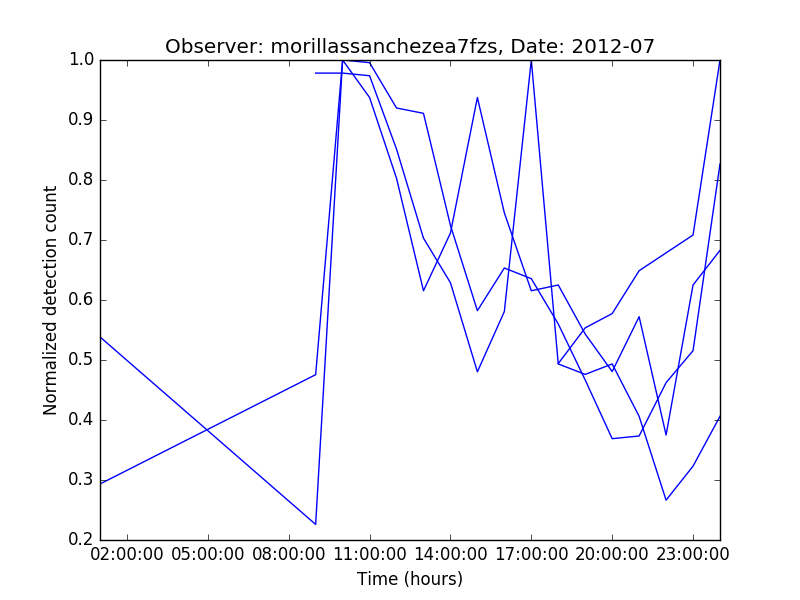 Observer: morillassanchezea7fzs, Date: 2012-07
1.0
0.9
0.8
0.7
0.6
0.5
0.4
0.3
0.2
Normalized detection count
02:00:00 05:00:00 08:00:00 11:00:00 14:00:00 17:00:00 20:00:00 23:00:00
Time (hours)